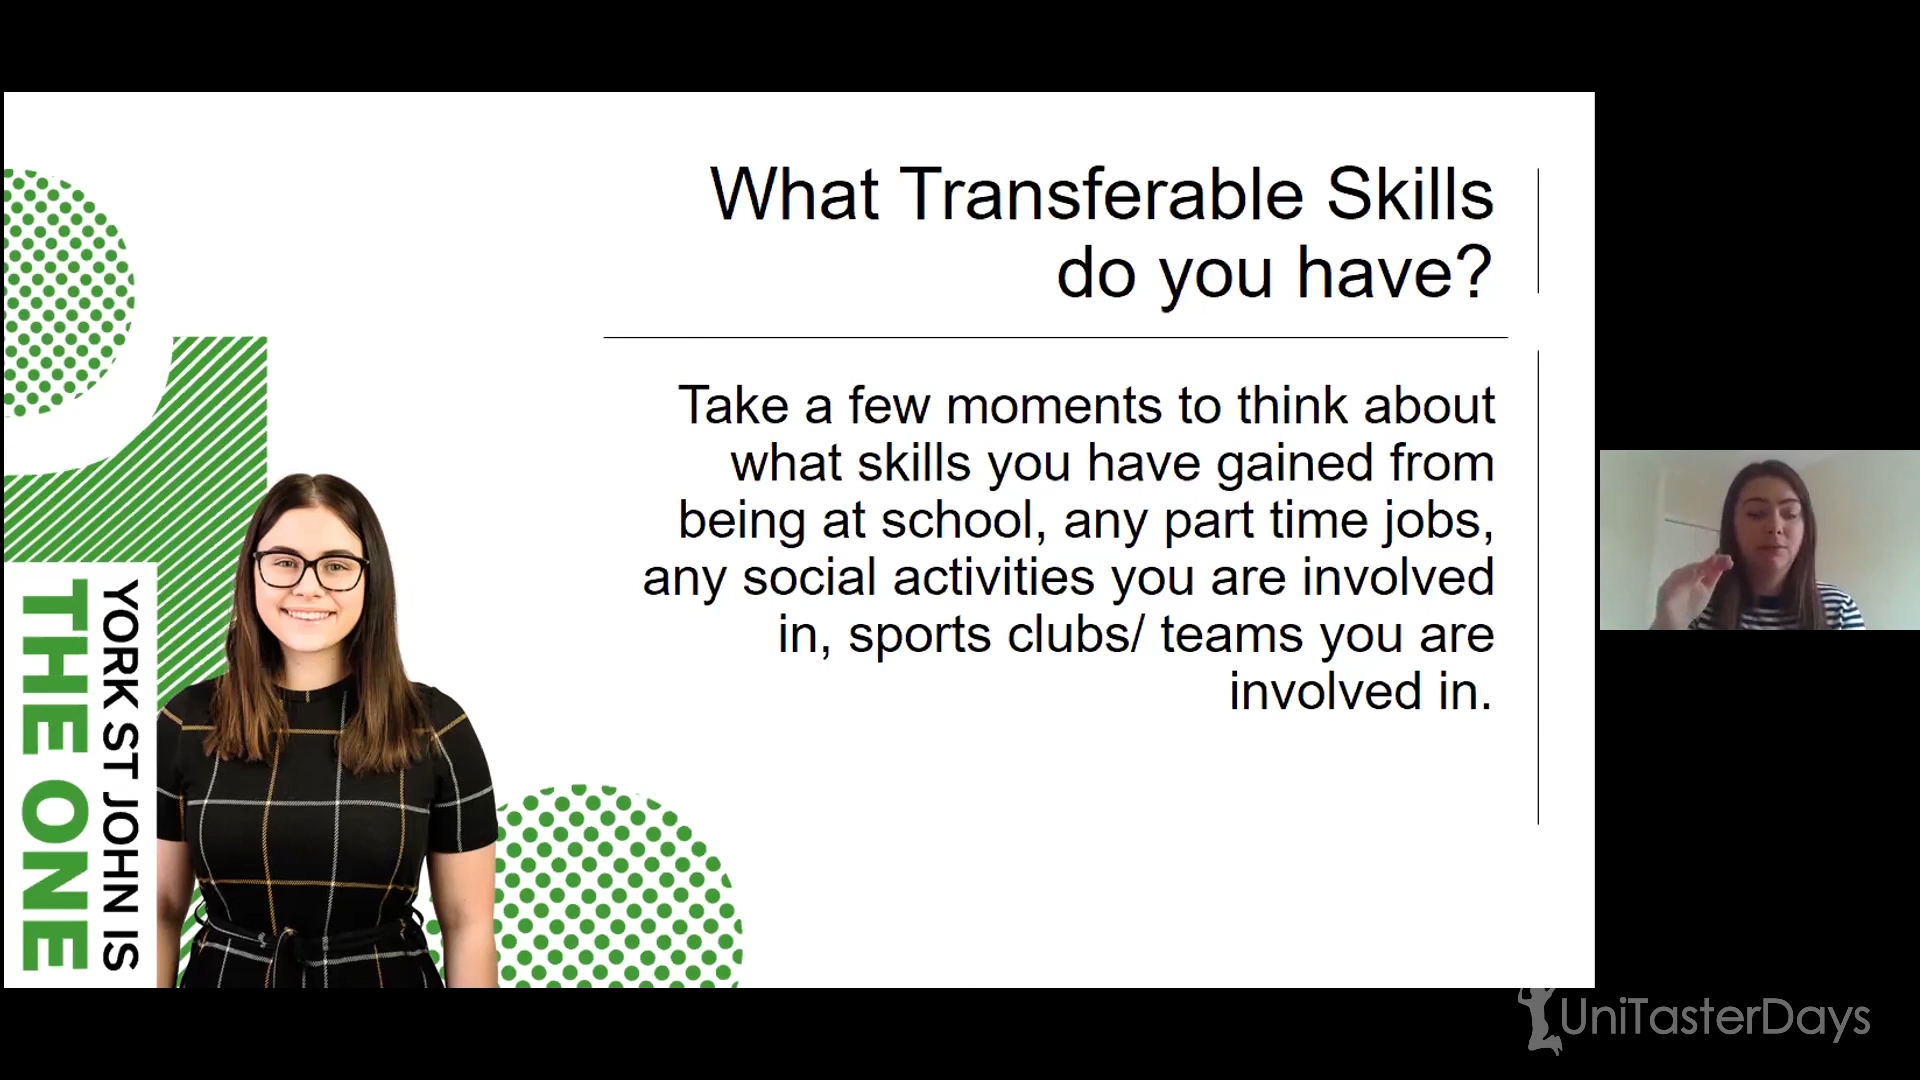 What Transferable Skills
do you have?
Take a few moments to think about
what skills you have gained from
being at school, any part time jobs,
any social activities you are involved
in, sports clubs/ teams you are
involved in.
YORK ST JOHN IS
THE ONE
UniTasterDays